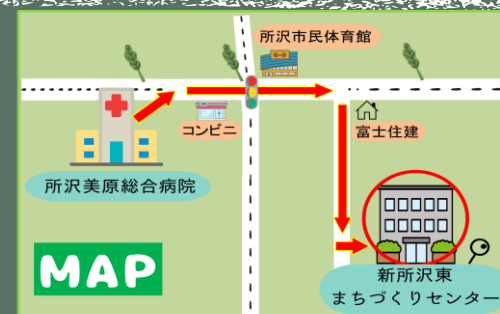 所沢市民体育館
コンビニ
富士住建
所沢美原総合病院
MAP
新所沢東
まちづくりセンター